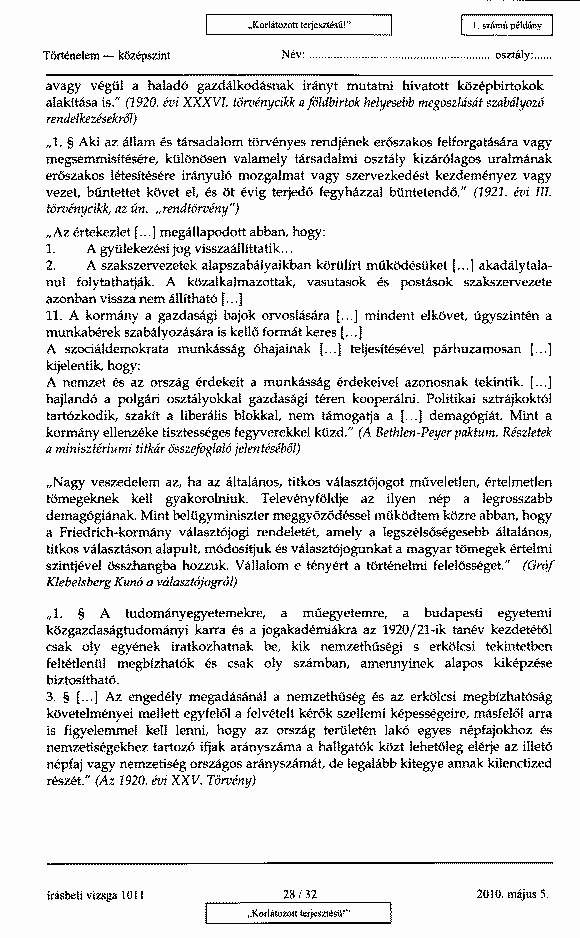 „Korlátozott terjesztésű!”
1. számú példány
Történelem — középszint
Név: ........................................................... osztály:......
avagy végül a haladó gazdálkodásnak irányt mutatni hivatott középbirtokok
alakítása is.” (1920. évi XXXVI. törvénycikk a földbirtok helyesebb megoszlását szabályozó
rendelkezésekről)
„1. § Aki az állam és társadalom törvényes rendjének erőszakos felforgatására vagy
megsemmisítésére, különösen valamely társadalmi osztály kizárólagos uralmának
erőszakos létesítésére irányuló mozgalmat vagy szervezkedést kezdeményez vagy
vezet, bűntettet követ el, és öt évig terjedő fegyházzal büntetendő.” (1921. évi III.
törvénycikk, az ún. „rendtörvény”)
„Az értekezlet [...] megállapodott abban, hogy:
1. A gyülekezési jog visszaállíttatik...
2. A szakszervezetek alapszabályaikban körülírt működésüket [...] akadálytala-
nul folytathatják. A közalkalmazottak, vasutasok és postások szakszervezete
azonban vissza nem állítható [...]
11. A kormány a gazdasági bajok orvoslására [...] mindent elkövet, úgyszintén a
munkabérek szabályozására is kellő formát keres [...]
A szociáldemokrata munkásság óhajainak [...] teljesítésével párhuzamosan [...]
kijelentik, hogy:
A nemzet és az ország érdekeit a munkásság érdekeivel azonosnak tekintik. [...]
hajlandó a polgári osztályokkal gazdasági téren kooperálni. Politikai sztrájkoktól
tartózkodik, szakít a liberális blokkal, nem támogatja a [...] demagógiát. Mint a
kormány ellenzéke tisztességes fegyverekkel küzd.” (A Bethlen-Peyer paktum. Részletek
a minisztériumi titkár összefoglaló jelentéséből)
„Nagy veszedelem az, ha az általános, titkos választójogot műveletlen, értelmetlen
tömegeknek kell gyakorolniuk. Televényföldje az ilyen nép a legrosszabb
demagógiának. Mint belügyminiszter meggyőződéssel működtem közre abban, hogy
a Friedrich-kormány választójogi rendeletét, amely a legszélsőségesebb általános,
titkos választáson alapult, módosítjuk és választójogunkat a magyar tömegek értelmi
szintjével összhangba hozzuk. Vállalom e tényért a történelmi felelősséget.” (Gróf
Klebelsberg Kunó a választójogról)
„1. § A tudományegyetemekre, a műegyetemre, a budapesti egyetemi
közgazdaságtudományi karra és a jogakadémiákra az 1920/21-ik tanév kezdetétől
csak oly egyének iratkozhatnak be, kik nemzethűségi s erkölcsi tekintetben
feltétlenül megbízhatók és csak oly számban, amennyinek alapos kiképzése
biztosítható.
3. § [...] Az engedély megadásánál a nemzethűség és az erkölcsi megbízhatóság
követelményei mellett egyfelől a felvételt kérők szellemi képességeire, másfelől arra
is figyelemmel kell lenni, hogy az ország területén lakó egyes népfajokhoz és
nemzetiségekhez tartozó ifjak arányszáma a hallgatók közt lehetőleg elérje az illető
népfaj vagy nemzetiség országos arányszámát, de legalább kitegye annak kilenctized
részét.” (Az 1920. évi XXV. Törvény)
írásbeli vizsga 1011
28 / 32
2010. május 5.
„Korlátozott terjesztésű!”